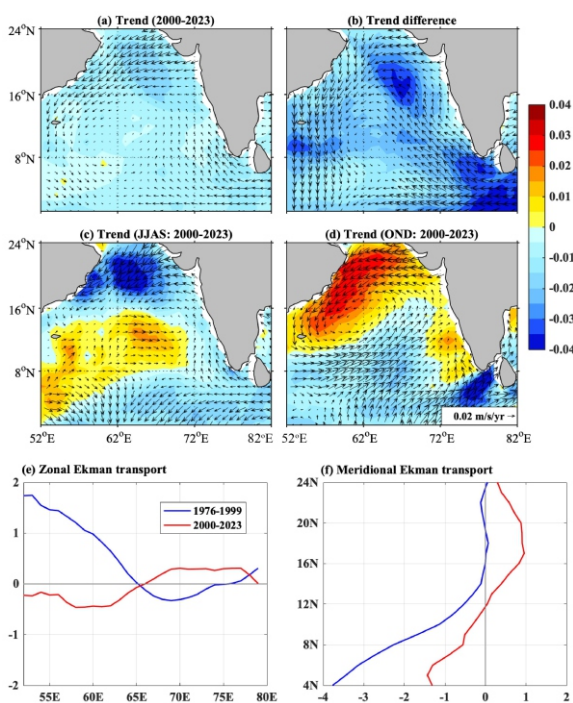 (a) Trend (2000-2023) (b) Trend difference
24°N
16°N
8°N
0.04
0.03
0.02
0.01
0
-0.01
-0.02
-0.03
-0.04
(c) Trend (JJAS: 2000-2023) (d) Trend (OND: 2000-2023)
24°N
16°N
8°N
0.02 m/s/yr
52°E 62°E 72°E 82°E 52°E 62°E 72°E 82°E
(e) Zonal Ekman transport (f) Meridional Ekman transport
2
1
0
-1
-2
1976-1999
2000-2023
55E 60E 65E 70E 75E 80E
24N
20N
16N
12N
8N
4N
-4 -3 -2 -1 0 1 2